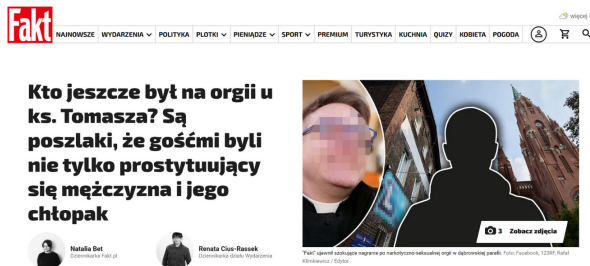 Fakt
więcej
NAJNOWSZE WYDARZENIA POLITYKA PLOTKI PIENIĄDZE SPORT PREMIUM TURYSTYKA KUCHNIA QUIZY KOBIETA POGODA
Kto jeszcze był na orgii u
ks. Tomasza? Są
poszlaki, że gośćmi byli
nie tylko prostytuujący
się mężczyzna i jego
chłopak
3 Zobacz zdjęcia
"Fakt" ujawnił szokujące nagranie po narkotyczno-seksualnej orgii w dąbrowskiej parafii. Foto: Facebook, 123RF, Rafał
Klimkiewicz / Edytor
Natalia Bet
Dziennikarka Fakt.pl
Renata Cius-Rassek
Dziennikarka działu Wydarzenia